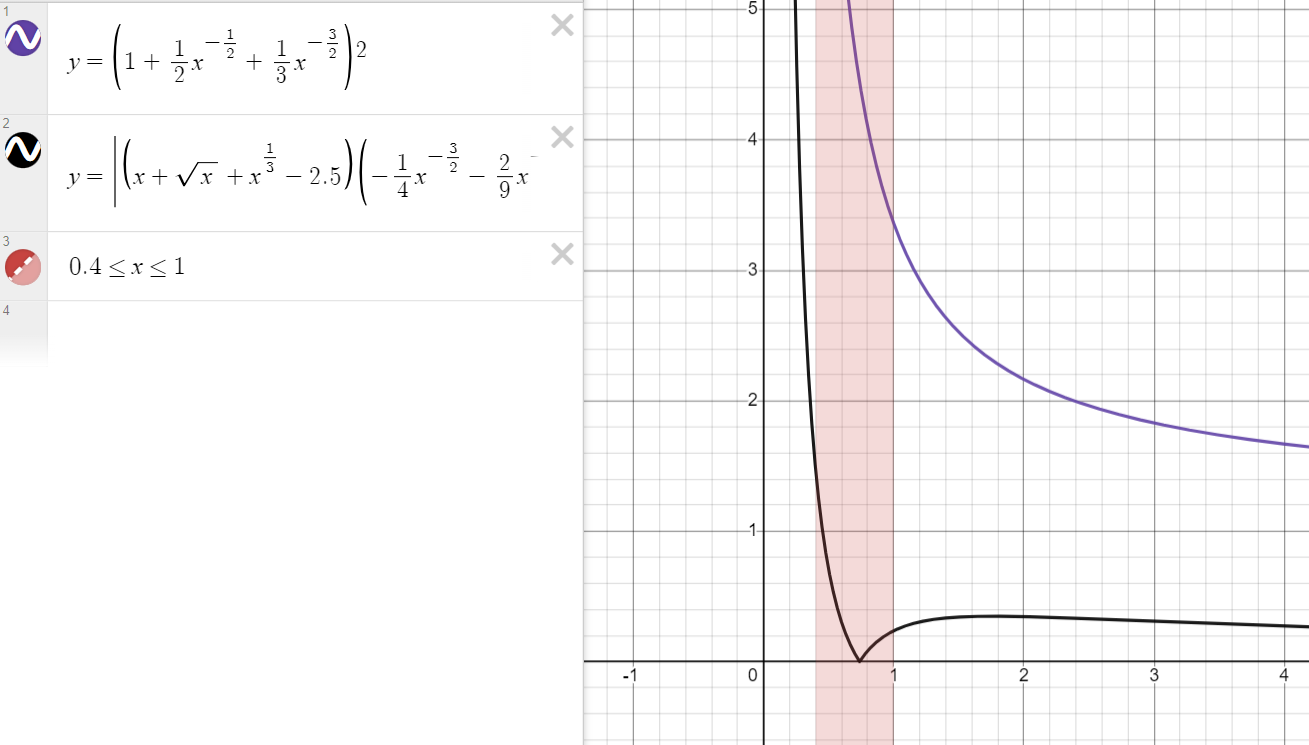 1
y = (1 + 1/2 x^(-1/2) + 1/3 x^(-3/2))2
2
y = |(x + √x + x^(1/3) − 2.5)(−1/4 x^(-3/2) − 2/9 x^-
3
0.4 ≤ x ≤ 1
4
5
4
3
2
1
-1 0 1 2 3 4